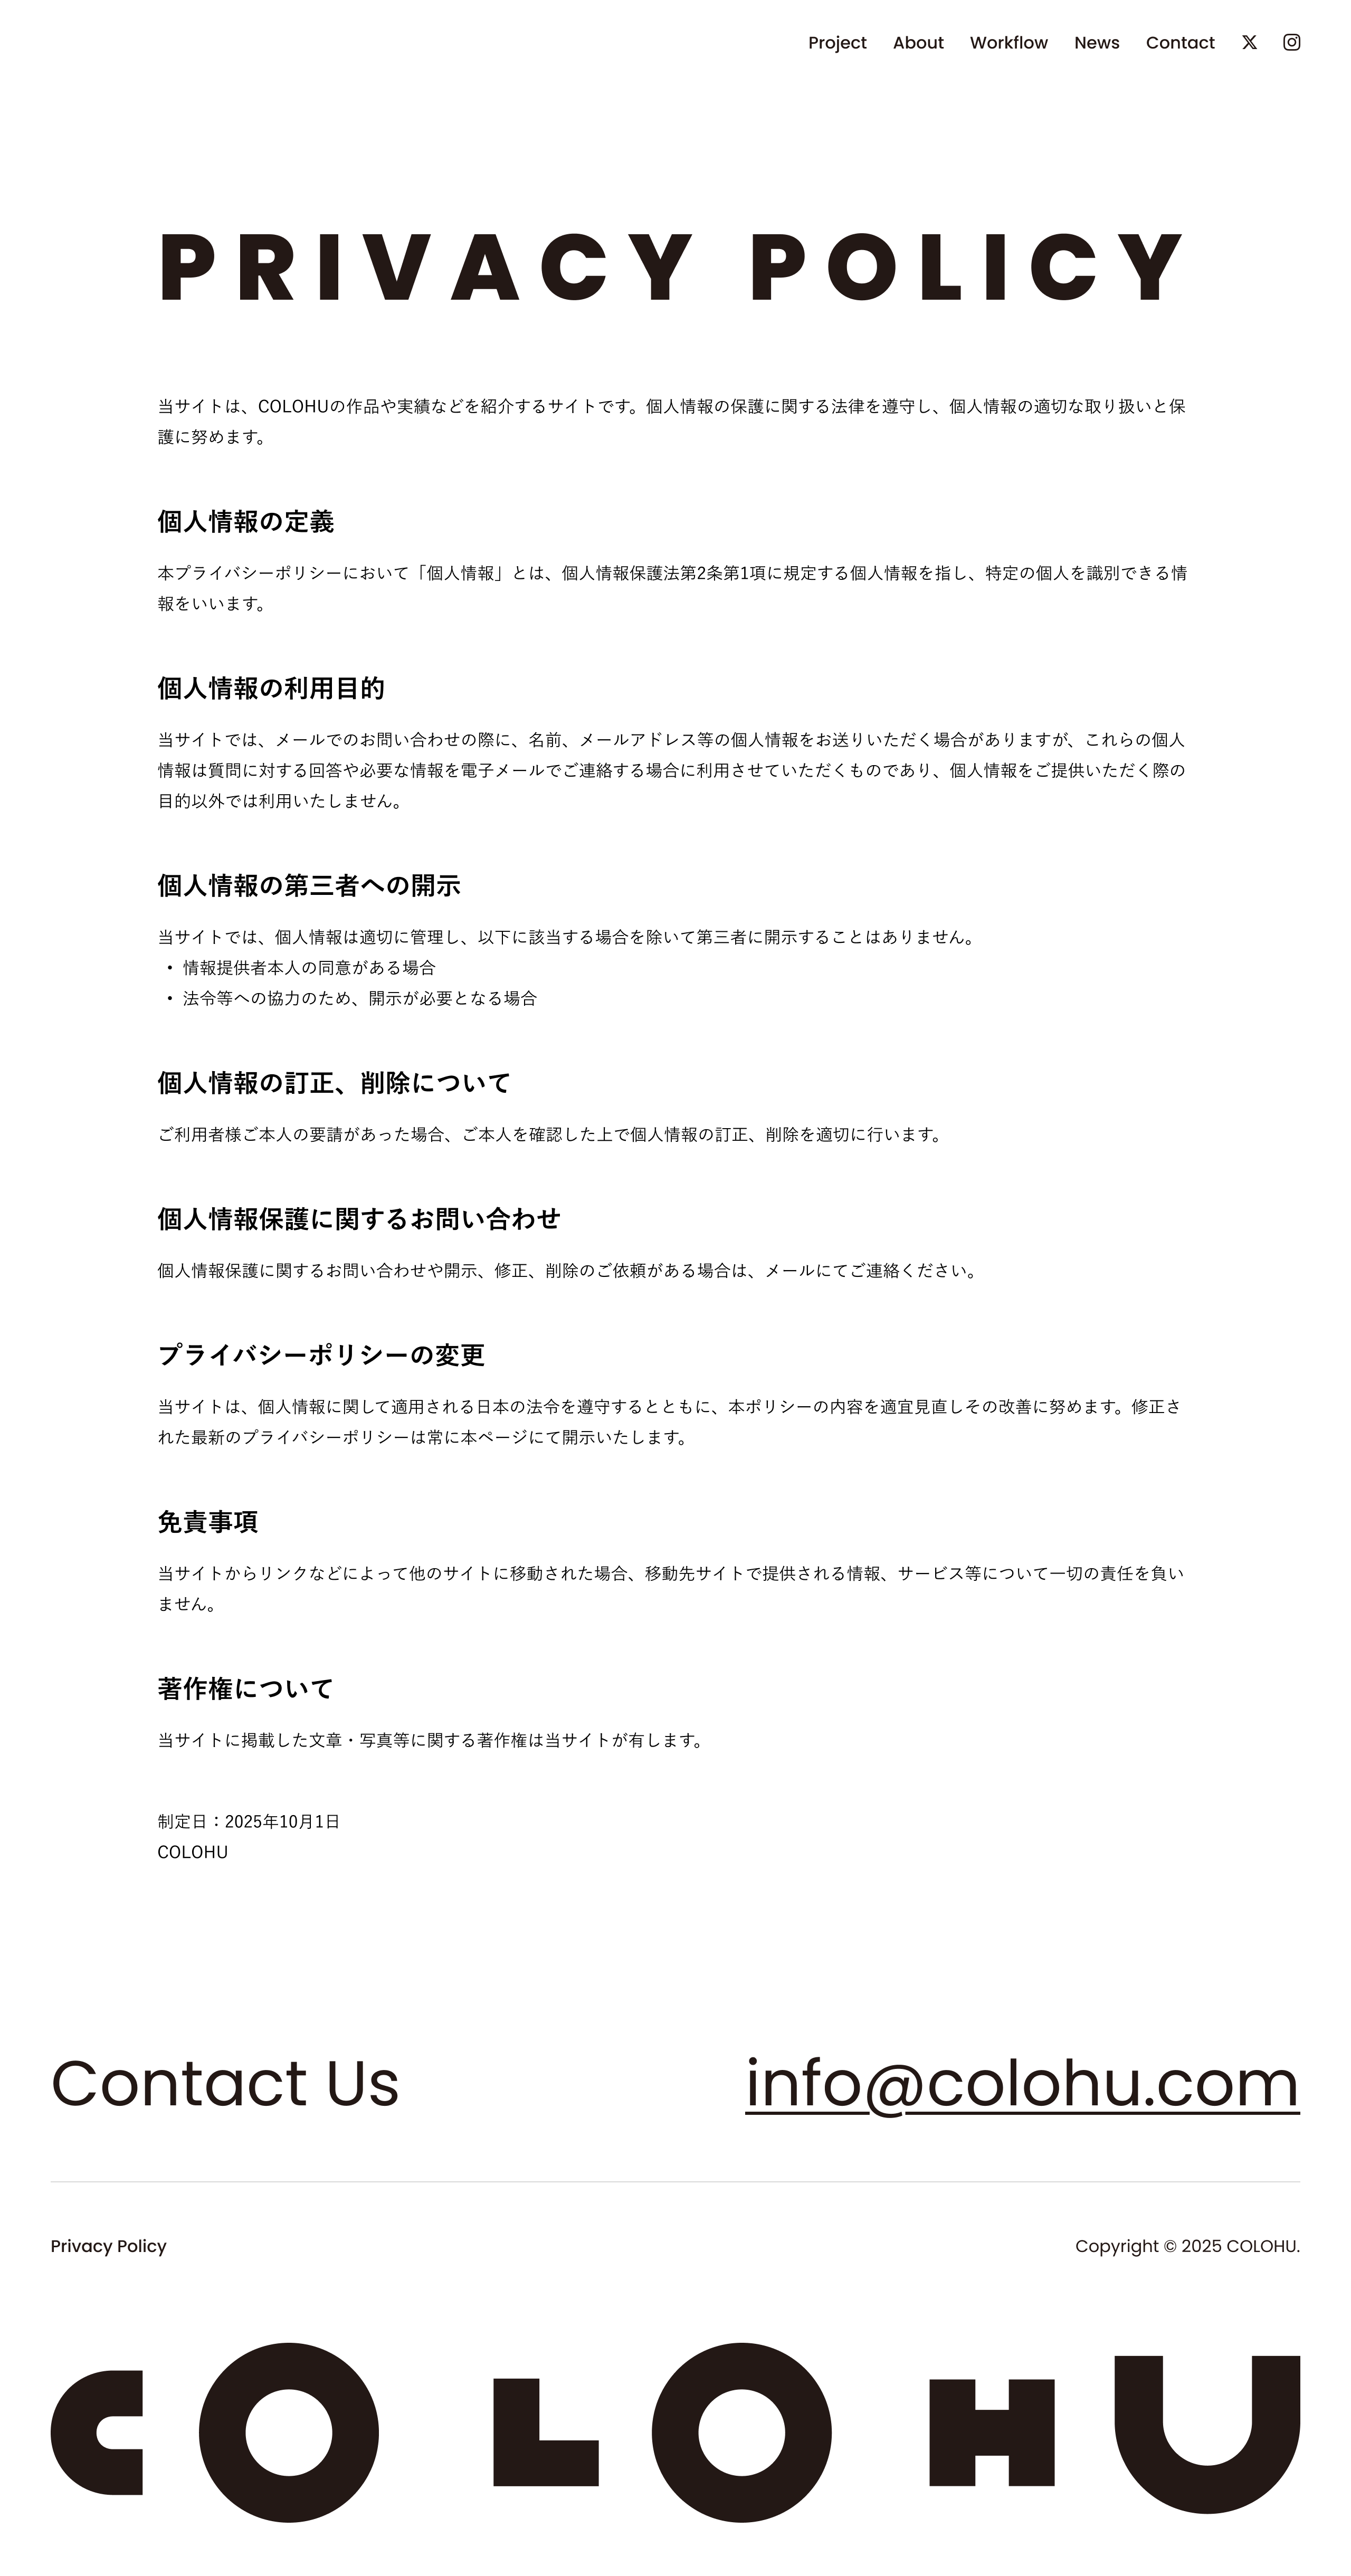 Project About Workflow News Contact X
PRIVACY POLICY
当サイトは、COLOHUの作品や実績などを紹介するサイトです。個人情報の保護に関する法律を遵守し、個人情報の適切な取り扱いと保
護に努めます。
個人情報の定義
本プライバシーポリシーにおいて「個人情報」とは、個人情報保護法第2条第1項に規定する個人情報を指し、特定の個人を識別できる情
報をいいます。
個人情報の利用目的
当サイトでは、メールでのお問い合わせの際に、名前、メールアドレス等の個人情報をお送りいただく場合がありますが、これらの個人
情報は質問に対する回答や必要な情報を電子メールでご連絡する場合に利用させていただくものであり、個人情報をご提供いただく際の
目的以外では利用いたしません。
個人情報の第三者への開示
当サイトでは、個人情報は適切に管理し、以下に該当する場合を除いて第三者に開示することはありません。
・ 情報提供者本人の同意がある場合
・ 法令等への協力のため、開示が必要となる場合
個人情報の訂正、削除について
ご利用者様ご本人の要請があった場合、ご本人を確認した上で個人情報の訂正、削除を適切に行います。
個人情報保護に関するお問い合わせ
個人情報保護に関するお問い合わせや開示、修正、削除のご依頼がある場合は、メールにてご連絡ください。
プライバシーポリシーの変更
当サイトは、個人情報に関して適用される日本の法令を遵守するとともに、本ポリシーの内容を適宜見直しその改善に努めます。修正さ
れた最新のプライバシーポリシーは常に本ページにて開示いたします。
免責事項
当サイトからリンクなどによって他のサイトに移動された場合、移動先サイトで提供される情報、サービス等について一切の責任を負い
ません。
著作権について
当サイトに掲載した文章・写真等に関する著作権は当サイトが有します。
制定日：2025年10月1日
COLOHU
Contact Us info@colohu.com
Privacy Policy Copyright © 2025 COLOHU.
COLOHU